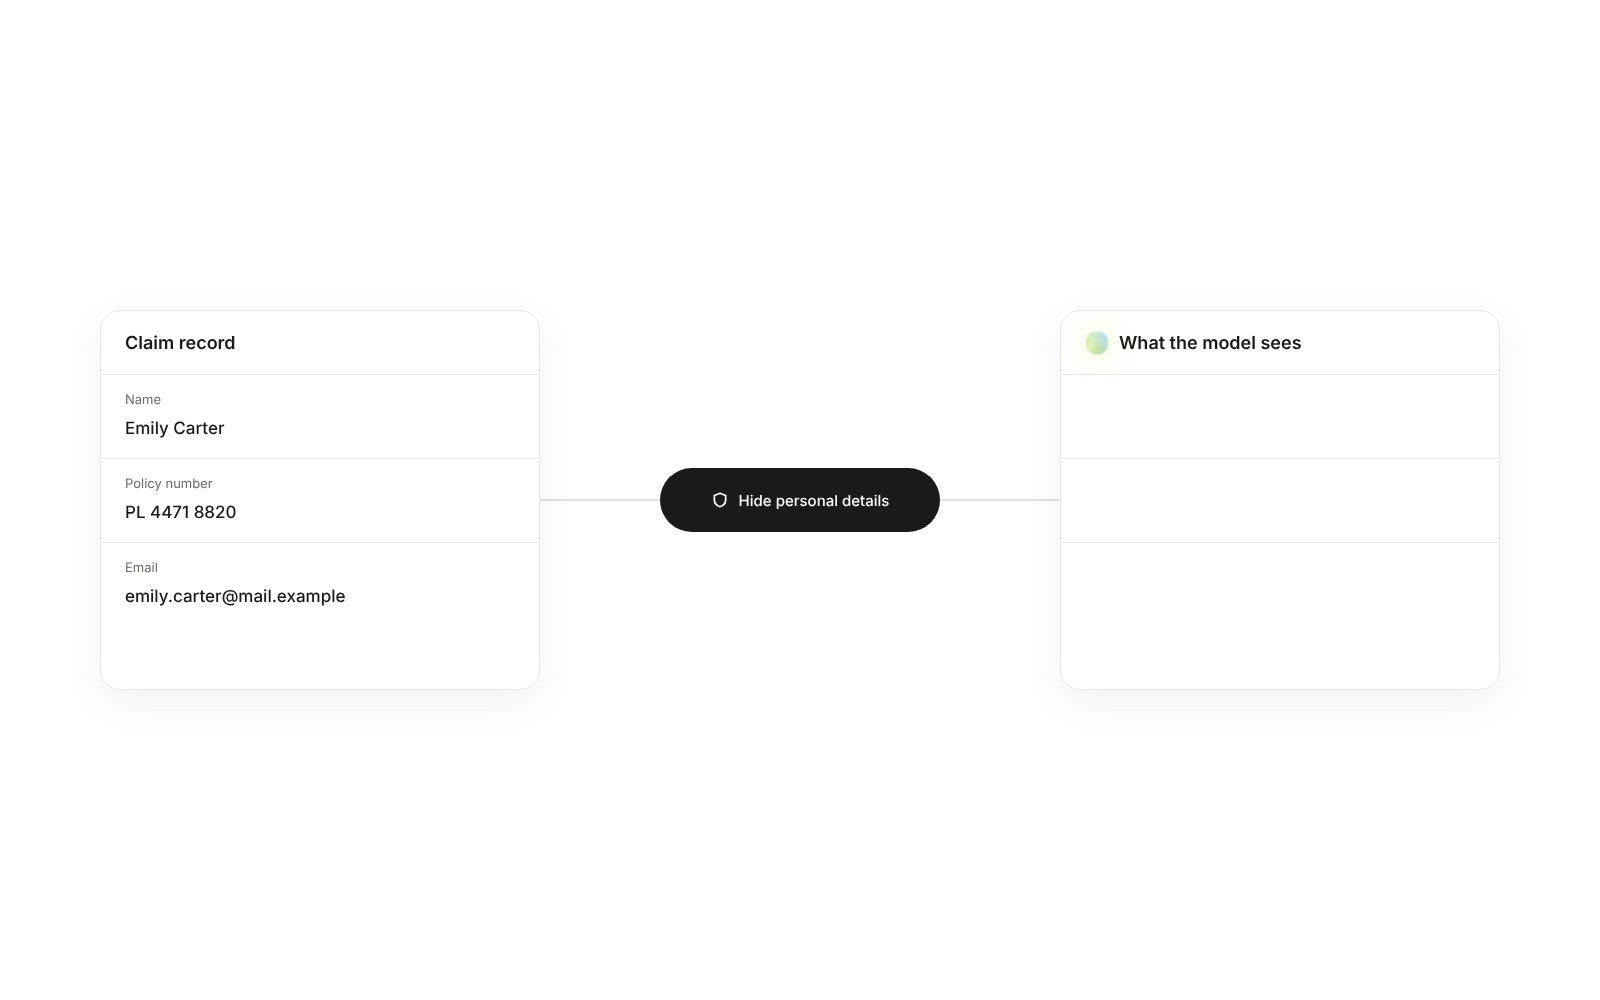 Claim record
Name
Emily Carter
Policy number
PL 4471 8820
Email
emily.carter@mail.example
Hide personal details
What the model sees